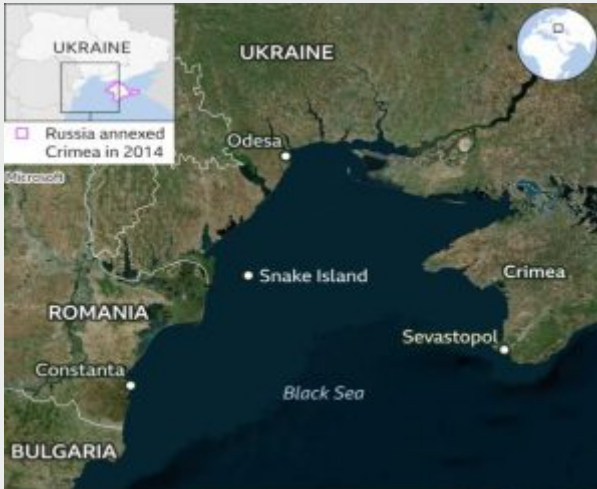 UKRAINE
Russia annexed
Crimea in 2014
Microsoft
UKRAINE
Odesa
Snake Island
Crimea
ROMANIA
Sevastopol
Constanta
Black Sea
BULGARIA